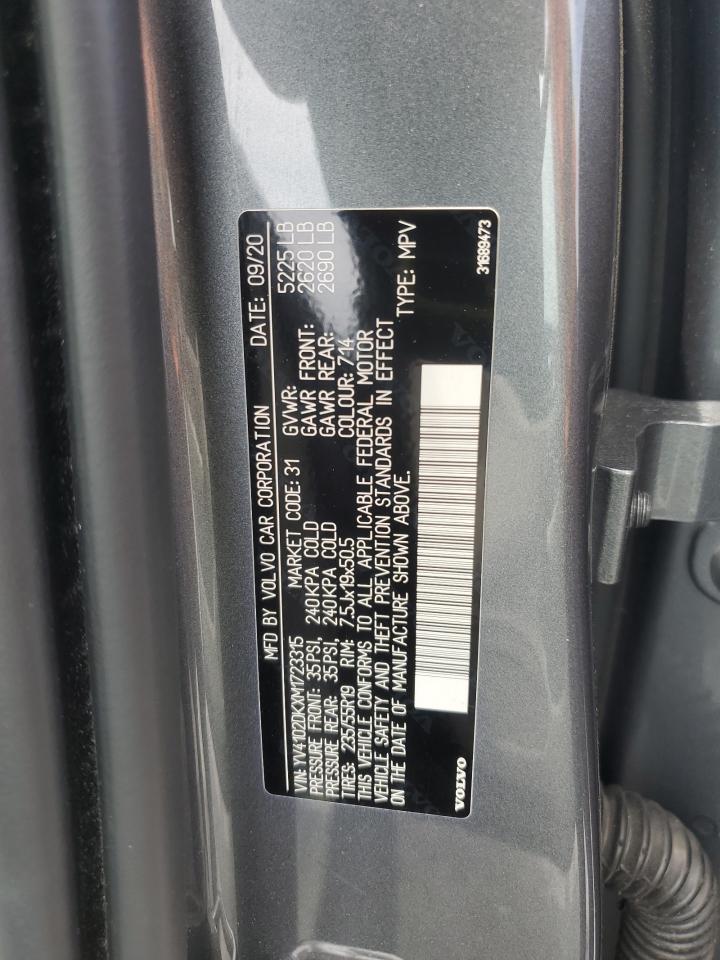 MFD BY VOLVO CAR CORPORATION DATE: 09/20
VIN: YV4102DKXM1723315 MARKET CODE: 31 GVWR: 5225 LB
PRESSURE FRONT: 35PSI, 240KPA COLD GAWR FRONT: 2620 LB
PRESSURE REAR: 35PSI, 240KPA COLD GAWR REAR: 2690 LB
TIRES: 235/55R19 RIM: 7.5Jx19x50.5 COLOUR: 714
THIS VEHICLE CONFORMS TO ALL APPLICABLE FEDERAL MOTOR
VEHICLE SAFETY AND THEFT PREVENTION STANDARDS IN EFFECT
ON THE DATE OF MANUFACTURE SHOWN ABOVE. TYPE: MPV
VOLVO 31689473